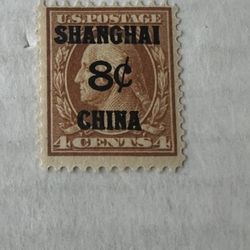 U.S. POSTAGE
SHANGHAI
8¢
CHINA
4 CENTS 4